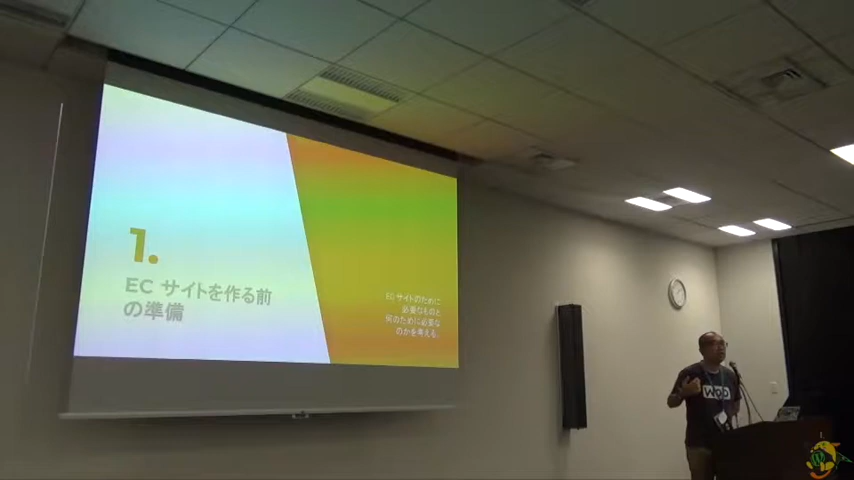 1.
EC サイトを作る前
の準備
EC サイトのために
必要なものと
何のために必要な
のかを考える。
Woo